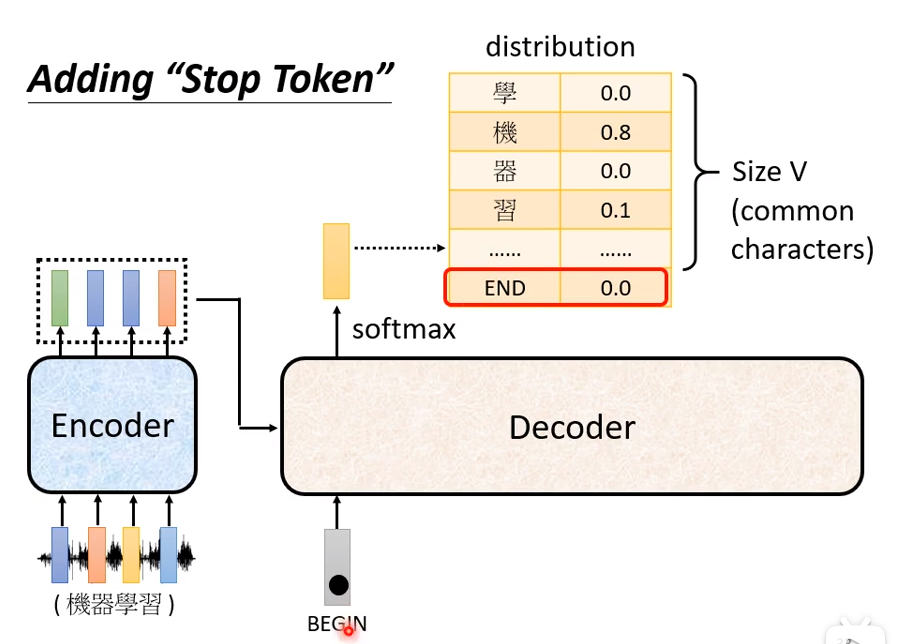 distribution
Adding “Stop Token”
學 0.0
機 0.8
器 0.0
習 0.1
...... ......
END 0.0
Size V
(common
characters)
softmax
Encoder
Decoder
( 機器學習 )
BEGIN